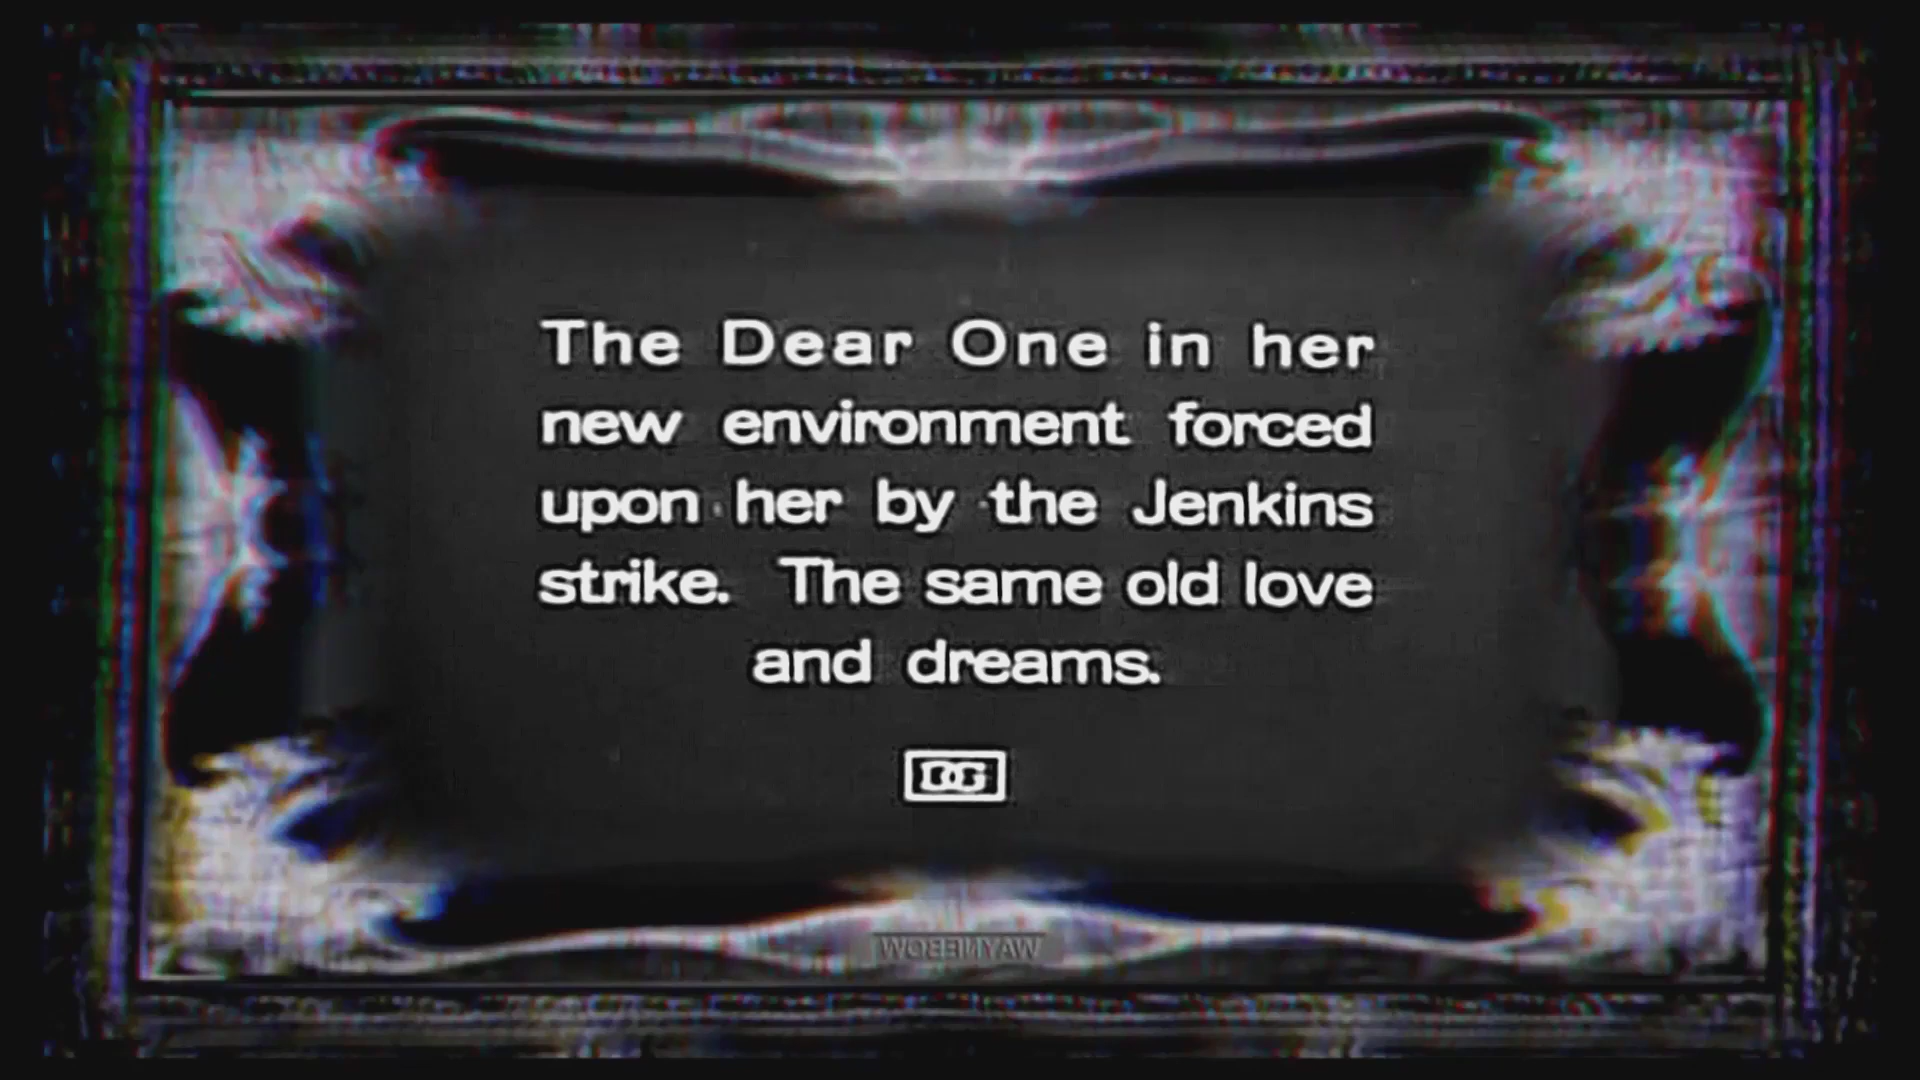 The Dear One in her
new environment forced
upon her by the Jenkins
strike. The same old love
and dreams.
DG